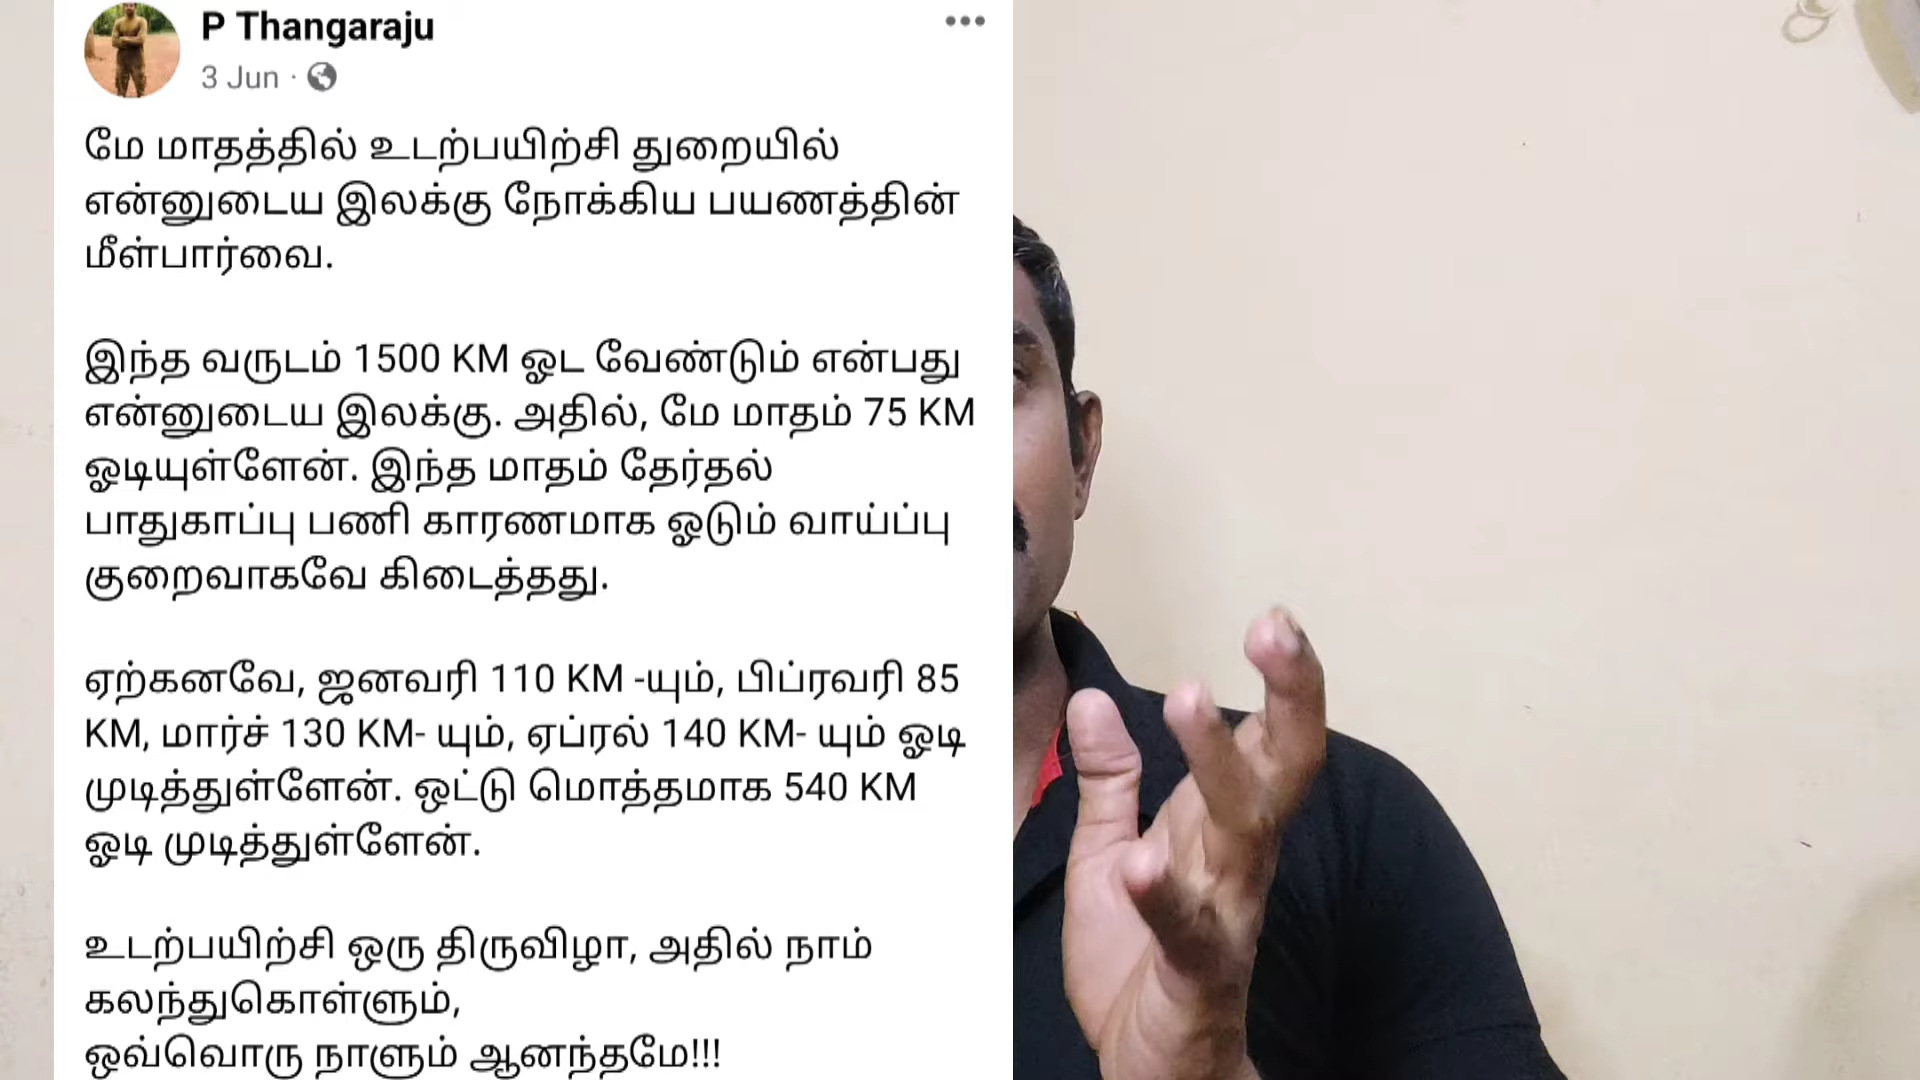 P Thangaraju
3 Jun ·
மே மாதத்தில் உடற்பயிற்சி துறையில்
என்னுடைய இலக்கு நோக்கிய பயணத்தின்
மீள்பார்வை.
இந்த வருடம் 1500 KM ஓட வேண்டும் என்பது
என்னுடைய இலக்கு. அதில், மே மாதம் 75 KM
ஓடியுள்ளேன். இந்த மாதம் தேர்தல்
பாதுகாப்பு பணி காரணமாக ஓடும் வாய்ப்பு
குறைவாகவே கிடைத்தது.
ஏற்கனவே, ஜனவரி 110 KM -யும், பிப்ரவரி 85
KM, மார்ச் 130 KM- யும், ஏப்ரல் 140 KM- யும் ஓடி
முடித்துள்ளேன். ஒட்டு மொத்தமாக 540 KM
ஓடி முடித்துள்ளேன்.
உடற்பயிற்சி ஒரு திருவிழா, அதில் நாம்
கலந்துகொள்ளும்,
ஒவ்வொரு நாளும் ஆனந்தமே!!!